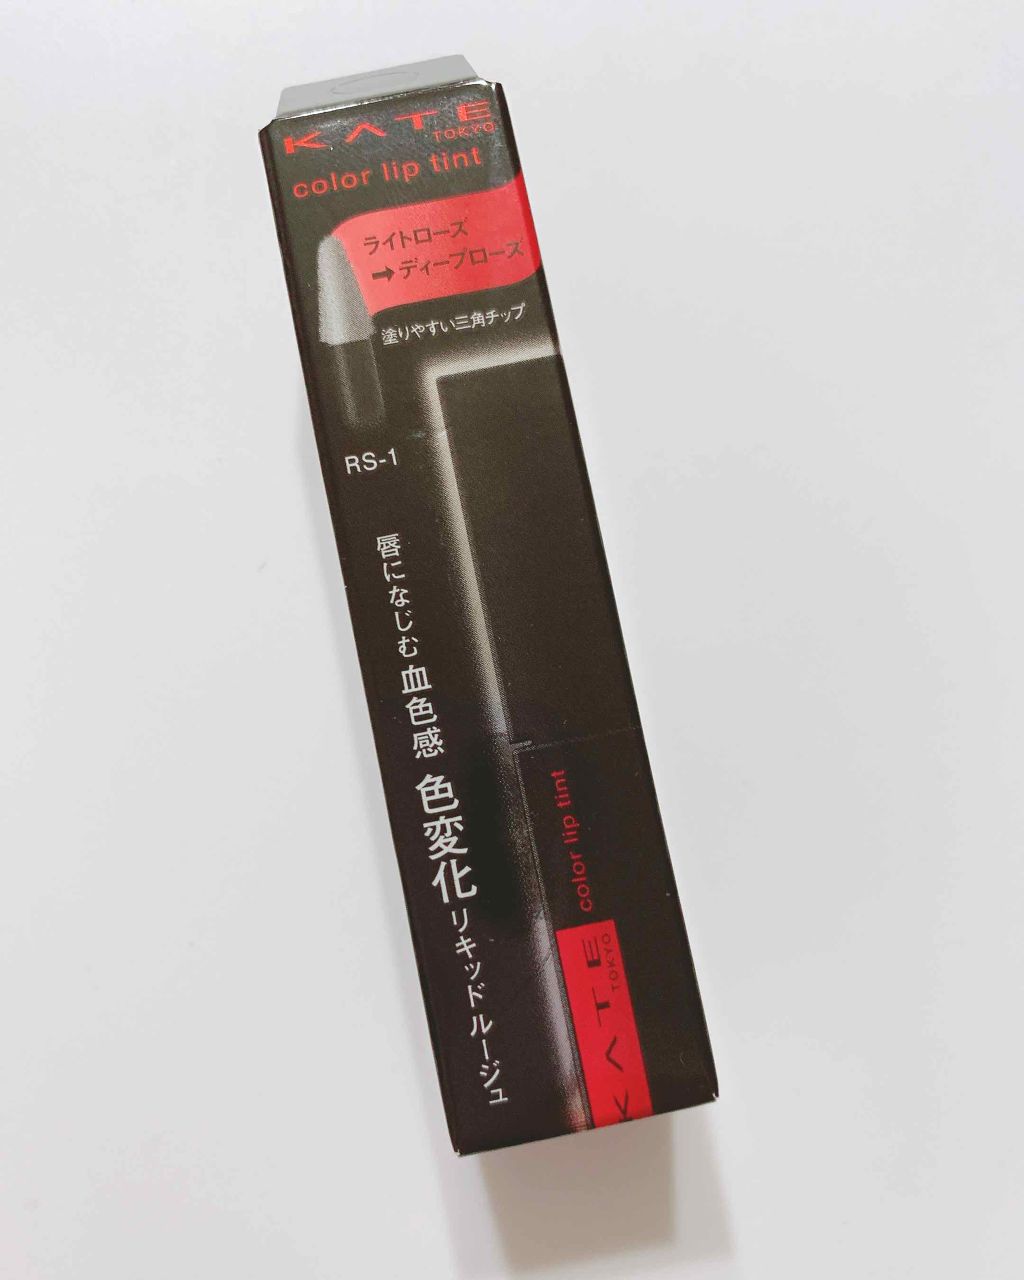 KATE
TOKYO
color lip tint
ライトローズ
➡ディープローズ
塗りやすい三角チップ
RS-1
唇になじむ血色感 色変化リキッドルージュ
color lip tint
KATE
TOKYO